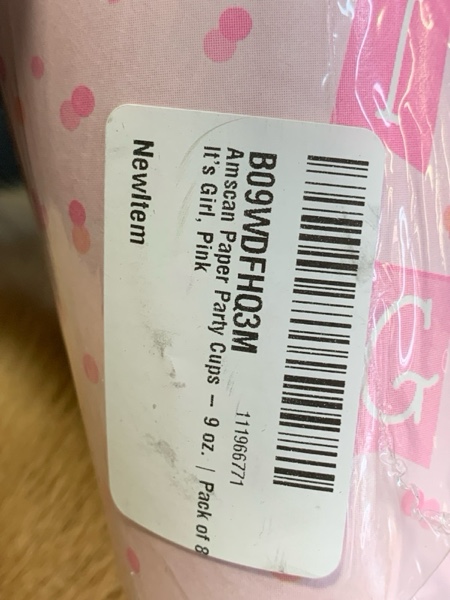 B09WDFHQ3M
111966771
Amscan Paper Party Cups – 9 oz. | Pack of 8
It's Girl, Pink
NewItem
I
G